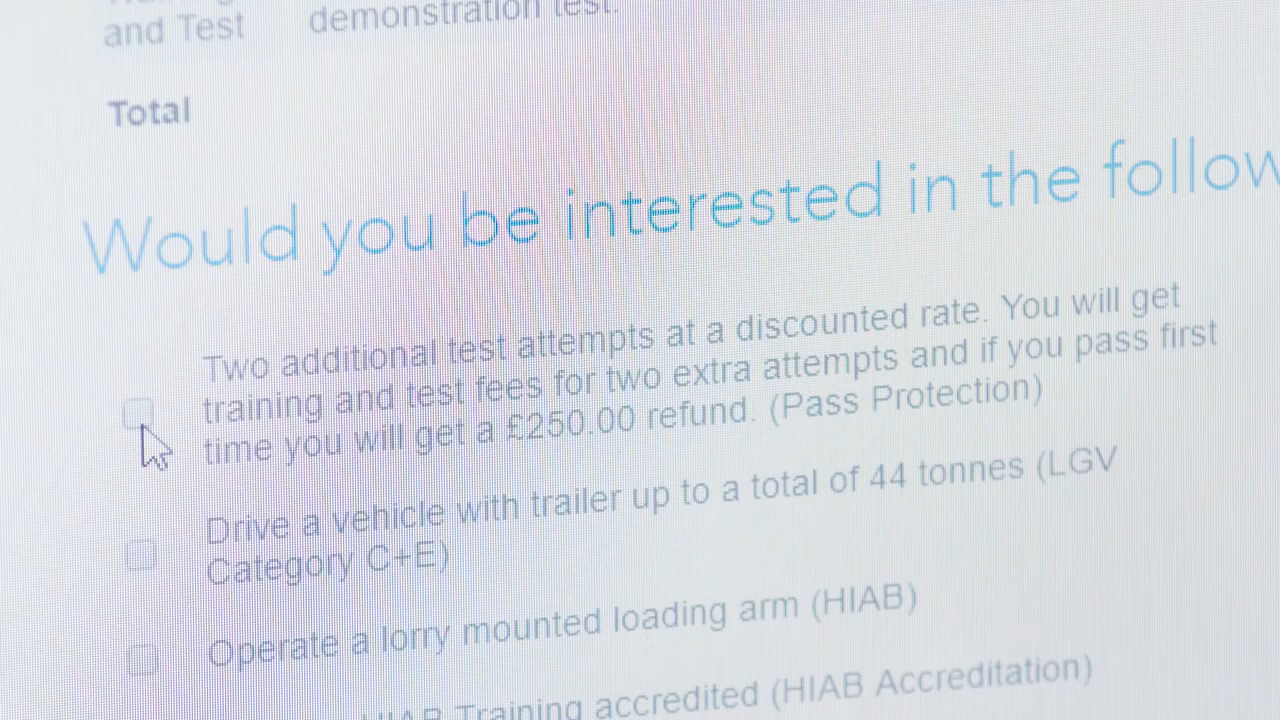 and Test demonstration test.
Total
Would you be interested in the follow
Two additional test attempts at a discounted rate. You will get
training and test fees for two extra attempts and if you pass first
time you will get a £250.00 refund. (Pass Protection)
Drive a vehicle with trailer up to a total of 44 tonnes (LGV
Category C+E)
Operate a lorry mounted loading arm (HIAB)
HIAB Training accredited (HIAB Accreditation)